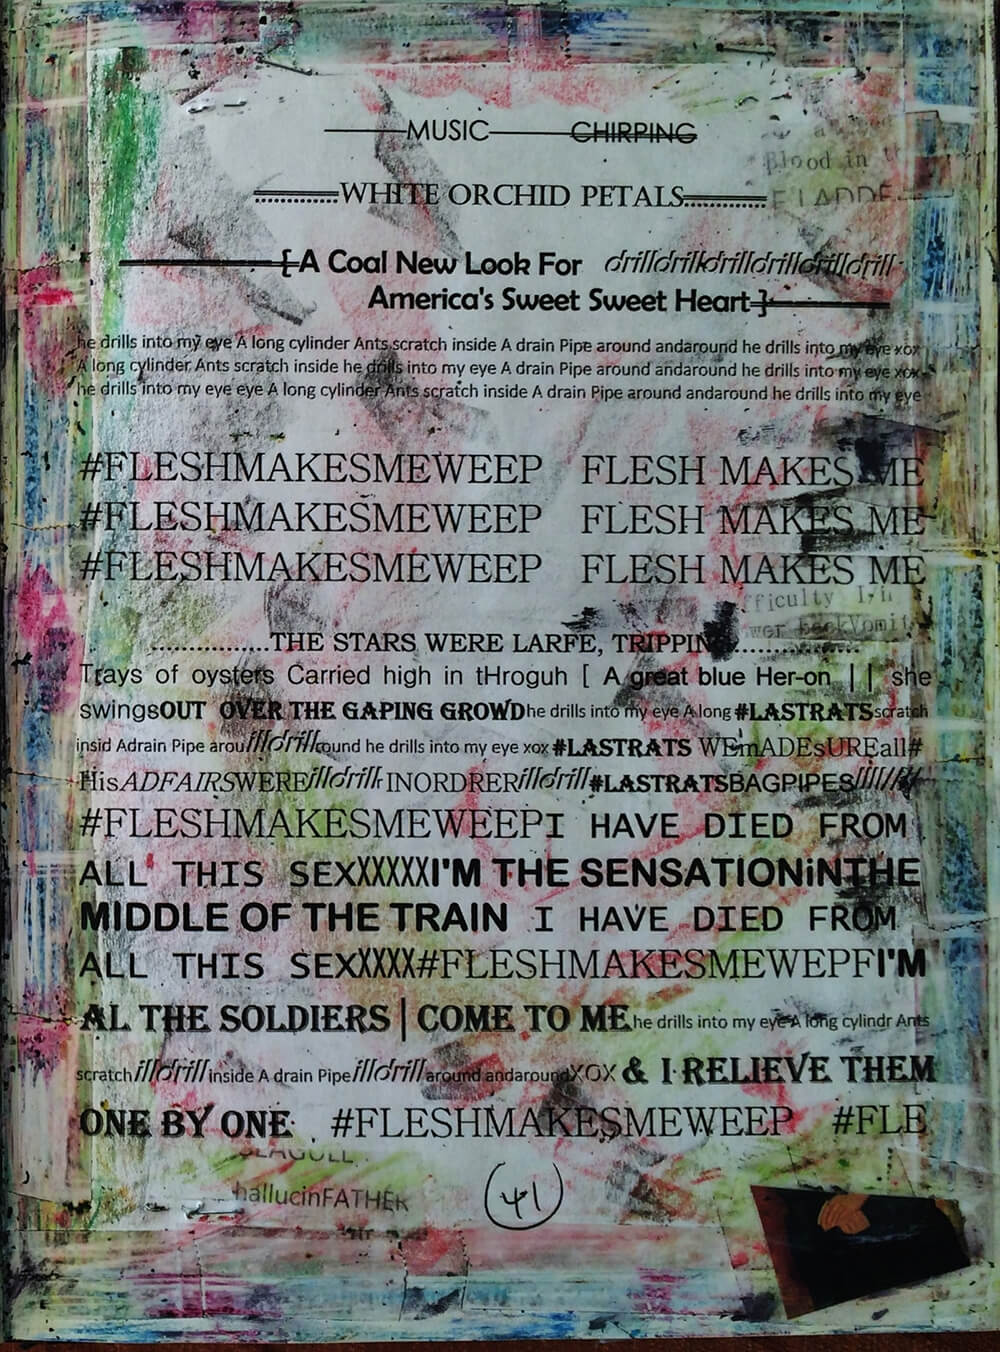 MUSIC CHIRPING
Blood in
WHITE ORCHID PETALS
{A Coal New Look For drilldrilldrilldrilldrilldrill
America's Sweet Sweet Heart}
he drills into my eye A long cylinder Ants scratch inside A drain Pipe around andaround he drills into my eye xox
A long cylinder Ants scratch inside he drills into my eye A drain Pipe around andaround he drills into my eye xox
he drills into my eye eye A long cylinder Ants scratch inside A drain Pipe around andaround he drills into my eye
#FLESHMAKESMEWEEP FLESH MAKES ME
#FLESHMAKESMEWEEP FLESH MAKES ME
#FLESHMAKESMEWEEP FLESH MAKES ME
................THE STARS WERE LARFE, TRIPPING................
Trays of oysters Carried high in tHroguh [ A great blue Her-on || she
swingsOUT OVER THE GAPING GROWDhe drills into my eye A long #LASTRATSscratch
insid Adrain Pipe arouilldrillround he drills into my eye xox #LASTRATS WEmADEsUREall#
HisADFAIRSWEREilldrillr INORDRERilldrill#LASTRATSBAGPIPES
#FLESHMAKESMEWEEPI HAVE DIED FROM
ALL THIS SEXXXXXXI'M THE SENSATIONiNTHE
MIDDLE OF THE TRAIN I HAVE DIED FROM
ALL THIS SEXXXXX#FLESHMAKESMEWEPFI'M
AL THE SOLDIERS | COME TO MEhe drills into my eye A long cylindr Ants
scratchilldrillinside A drain Pipeilldrillaround andaroundxOX & I RELIEVE THEM
ONE BY ONE #FLESHMAKESMEWEEP #FLE
SEAGULL
hallucinFATHER
41